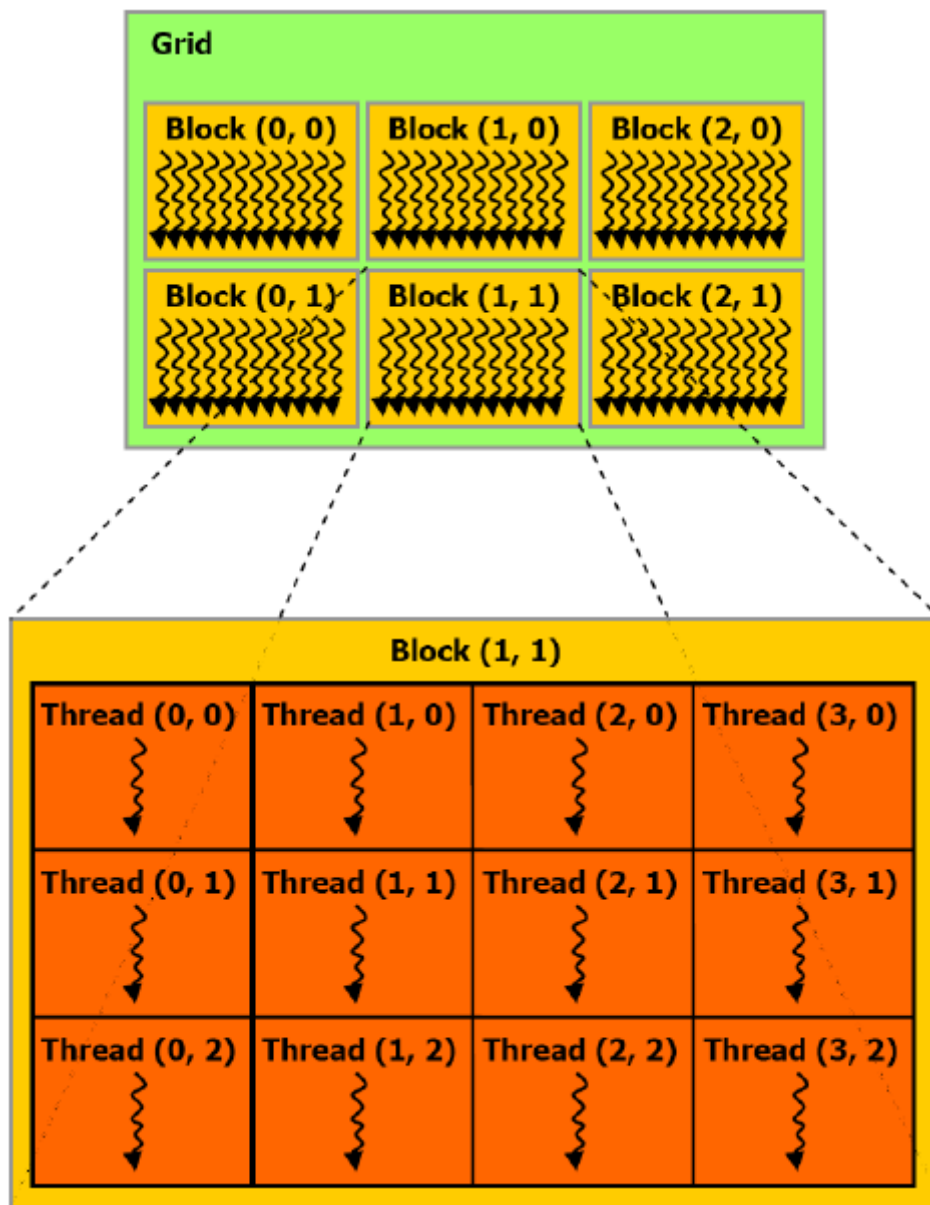 Grid
Block (0, 0) Block (1, 0) Block (2, 0)
Block (0, 1) Block (1, 1) Block (2, 1)
Block (1, 1)
Thread (0, 0) Thread (1, 0) Thread (2, 0) Thread (3, 0)
Thread (0, 1) Thread (1, 1) Thread (2, 1) Thread (3, 1)
Thread (0, 2) Thread (1, 2) Thread (2, 2) Thread (3, 2)